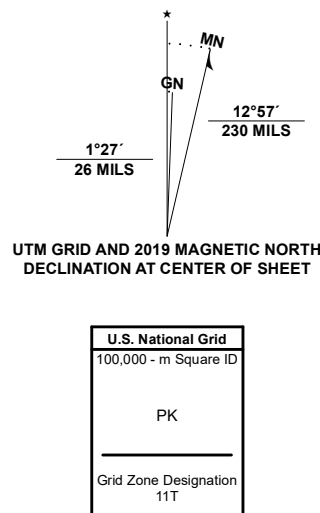 ★
MN
GN
1°27´
26 MILS
12°57´
230 MILS
UTM GRID AND 2019 MAGNETIC NORTH
DECLINATION AT CENTER OF SHEET
U.S. National Grid
100,000 - m Square ID
PK
Grid Zone Designation
11T